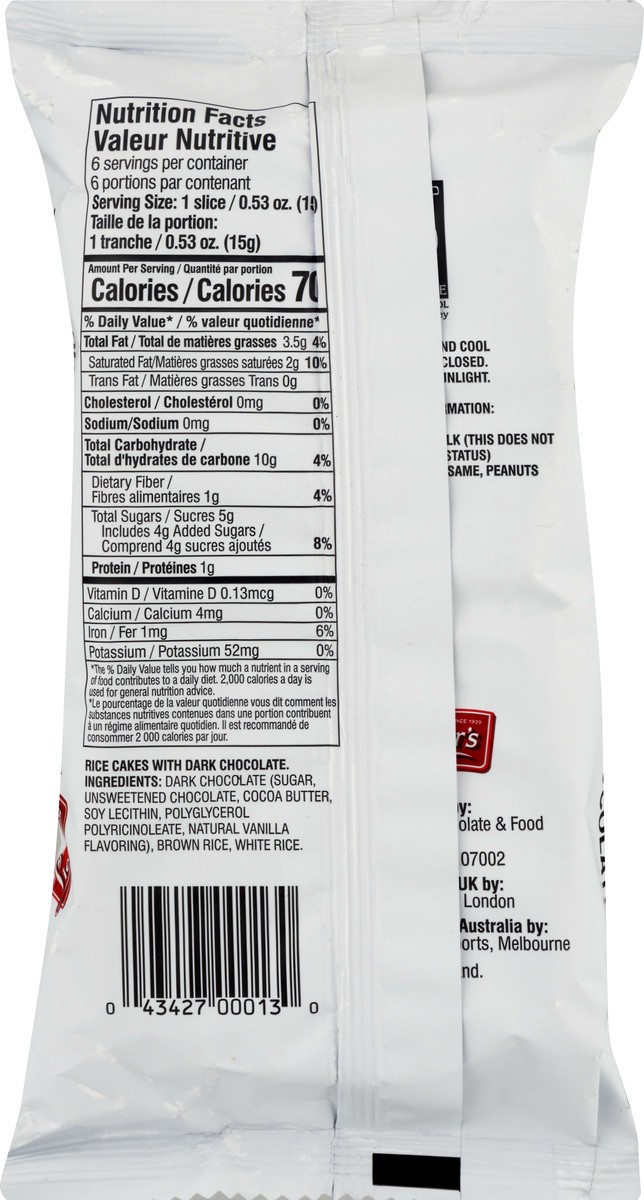 Nutrition Facts
Valeur Nutritive
6 servings per container
6 portions par contenant
Serving Size: 1 slice / 0.53 oz.
Taille de la portion:
1 tranche / 0.53 oz. (15g)
Amount Per Serving / Quantité par portion
Calories / Calories 70
% Daily Value* / % valeur quotidienne*
Total Fat / Total de matières grasses 3.5g 4%
Saturated Fat/Matières grasses saturées 2g 10%
Trans Fat / Matières grasses Trans 0g
Cholesterol / Cholestérol 0mg 0%
Sodium/Sodium 0mg 0%
Total Carbohydrate /
Total d'hydrates de carbone 10g 4%
Dietary Fiber /
Fibres alimentaires 1g 4%
Total Sugars / Sucres 5g
Includes 4g Added Sugars /
Comprend 4g sucres ajoutés 8%
Protein / Protéines 1g
Vitamin D / Vitamine D 0.13mcg 0%
Calcium / Calcium 4mg 0%
Iron / Fer 1mg 6%
Potassium / Potassium 52mg 0%
*The % Daily Value tells you how much a nutrient in a serving
of food contributes to a daily diet. 2,000 calories a day is
used for general nutrition advice.
*Le pourcentage de la valeur quotidienne vous dit comment les
substances nutritives contenues dans une portion contribuent
à un régime alimentaire quotidien. Il est recommandé de
consommer 2 000 calories par jour.
RICE CAKES WITH DARK CHOCOLATE.
INGREDIENTS: DARK CHOCOLATE (SUGAR,
UNSWEETENED CHOCOLATE, COCOA BUTTER,
SOY LECITHIN, POLYGLYCEROL
POLYRICINOLEATE, NATURAL VANILLA
FLAVORING), BROWN RICE, WHITE RICE.
0 43427 00013 0
ND COOL
CLOSED.
UNLIGHT.
MATION:
LK (THIS DOES NOT
STATUS)
SAME, PEANUTS
NCE 1939
r's
by:
olate & Food
07002
UK by:
London
Australia by:
orts, Melbourne
nd.